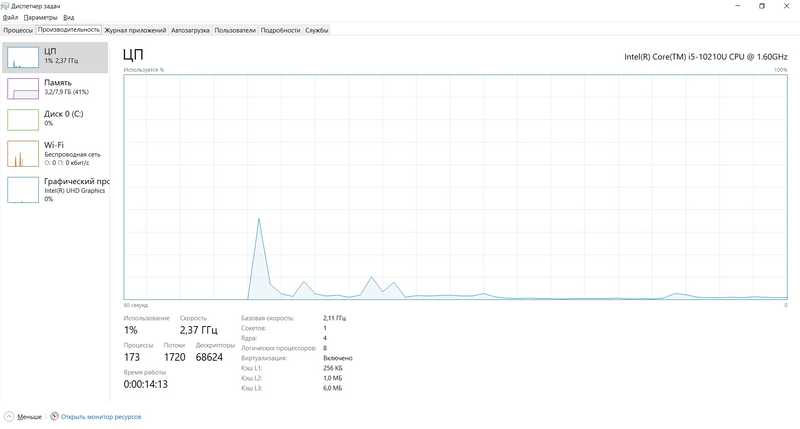 Диспетчер задач
Файл Параметры Вид
Процессы Производительность Журнал приложений Автозагрузка Пользователи Подробности Службы
ЦП
1% 2,37 ГГц
Память
3,2/7,9 ГБ (41%)
Диск 0 (C:)
0%
Wi-Fi
Беспроводная сеть
О: 0 П: 0 кбит/с
Графический прс
Intel(R) UHD Graphics
0%
ЦП
Intel(R) Core(TM) i5-10210U CPU @ 1.60GHz
Используется %
100%
60 секунд
0
Использование Скорость
1% 2,37 ГГц
Процессы Потоки Дескрипторы
173 1720 68624
Время работы
0:00:14:13
Базовая скорость: 2,11 ГГц
Сокетов: 1
Ядра: 4
Логических процессоров: 8
Виртуализация: Включено
Кэш L1: 256 КБ
Кэш L2: 1,0 МБ
Кэш L3: 6,0 МБ
Меньше
Открыть монитор ресурсов